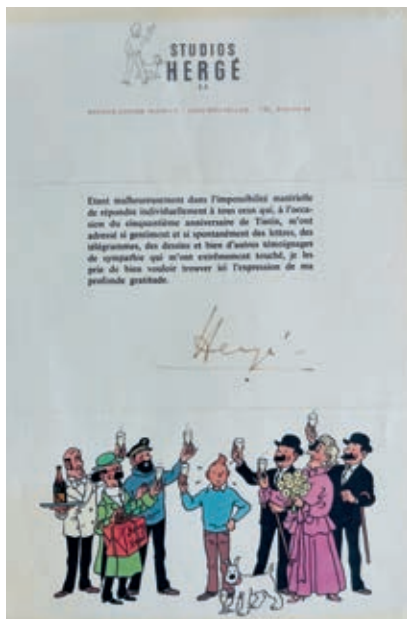 STUDIOS
HERGÉ
S.A.
Etant malheureusement dans l'impossibilité matérielle
de répondre individuellement à tous ceux qui, à l'occa-
sion du cinquantième anniversaire de Tintin, m'ont
adressé si gentiment et si spontanément des lettres, des
télégrammes, des dessins et bien d'autres témoignages
de sympathie qui m'ont extrêmement touché, je les
prie de bien vouloir trouver ici l'expression de ma
profonde gratitude.
Hergé